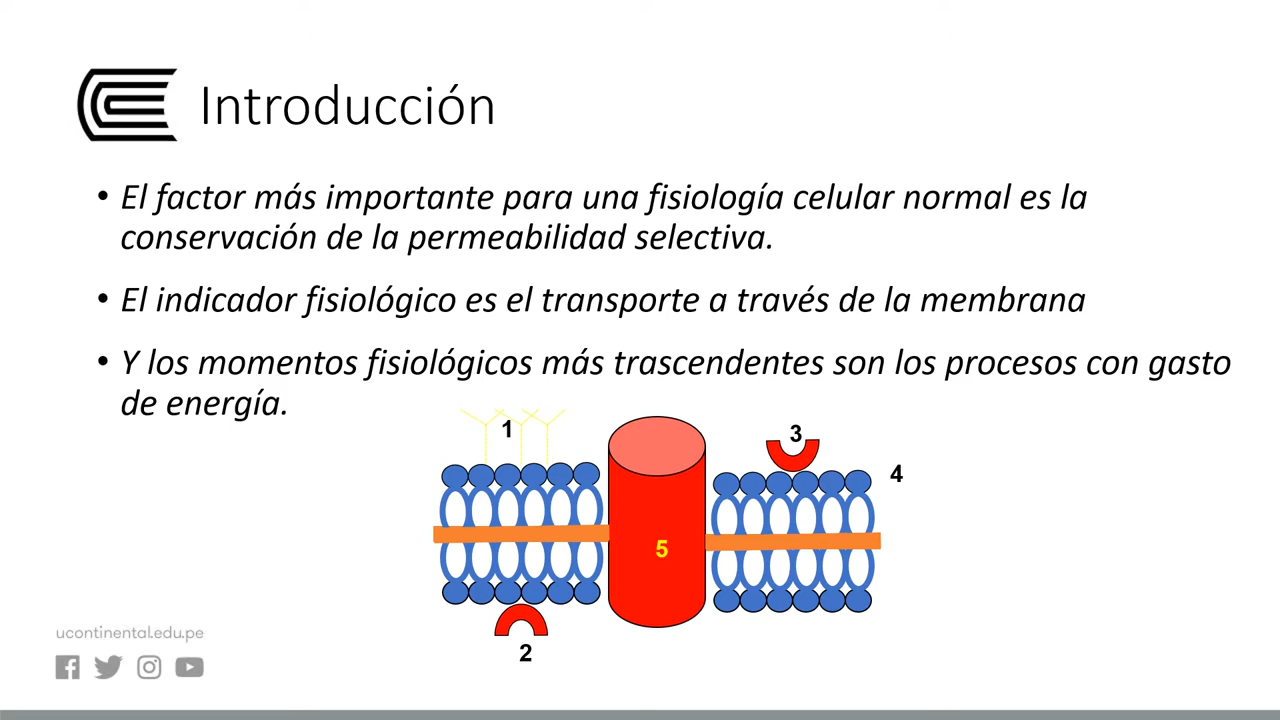 Introducción
• El factor más importante para una fisiología celular normal es la
conservación de la permeabilidad selectiva.
• El indicador fisiológico es el transporte a través de la membrana
• Y los momentos fisiológicos más trascendentes son los procesos con gasto
de energía.
1
3
4
5
2
ucontinental.edu.pe